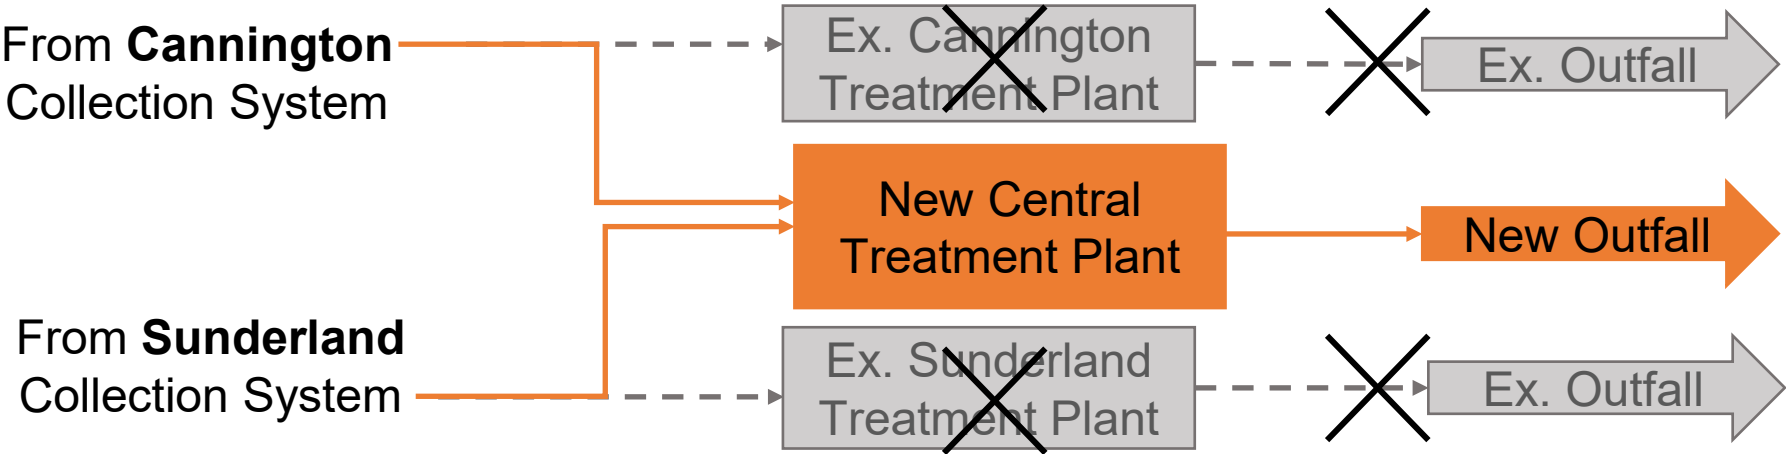 From Cannington
Collection System
Ex. Cannington
Treatment Plant
Ex. Outfall
New Central
Treatment Plant
New Outfall
From Sunderland
Collection System
Ex. Sunderland
Treatment Plant
Ex. Outfall